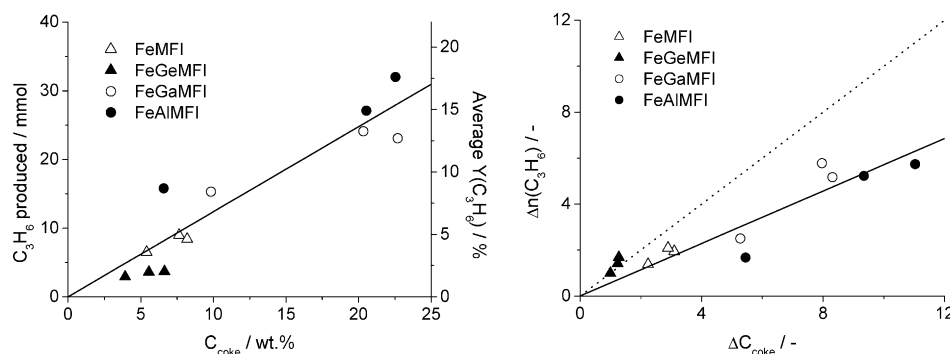 40
30
20
10
0
C₃H₆ produced / mmol
FeMFI
FeGeMFI
FeGaMFI
FeAlMFI
20
15
10
5
0
Average Y(C₃H₆) / %
0 5 10 15 20 25
C_coke / wt.%
12
8
4
0
Δn(C₃H₆) / -
FeMFI
FeGeMFI
FeGaMFI
FeAlMFI
0 4 8 12
ΔC_coke / -